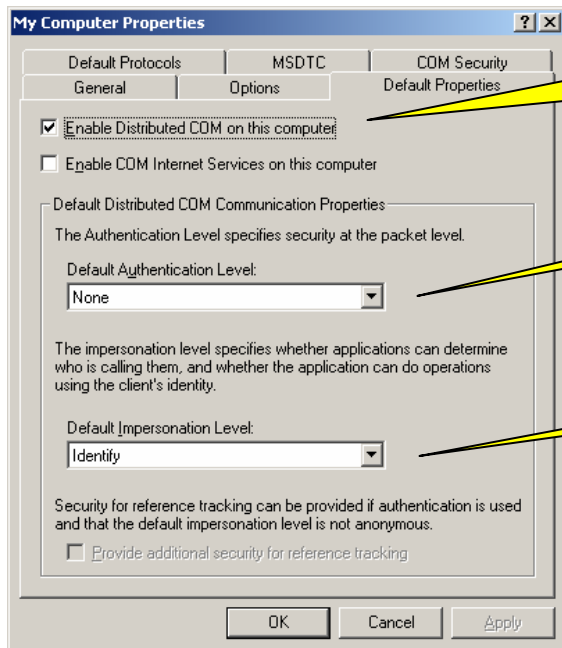 My Computer Properties
Default Protocols MSDTC COM Security
General Options Default Properties
Enable Distributed COM on this computer
Enable COM Internet Services on this computer
Default Distributed COM Communication Properties
The Authentication Level specifies security at the packet level.
Default Authentication Level:
None
The impersonation level specifies whether applications can determine
who is calling them, and whether the application can do operations
using the client's identity.
Default Impersonation Level:
Identify
Security for reference tracking can be provided if authentication is used
and that the default impersonation level is not anonymous.
Provide additional security for reference tracking
OK Cancel Apply